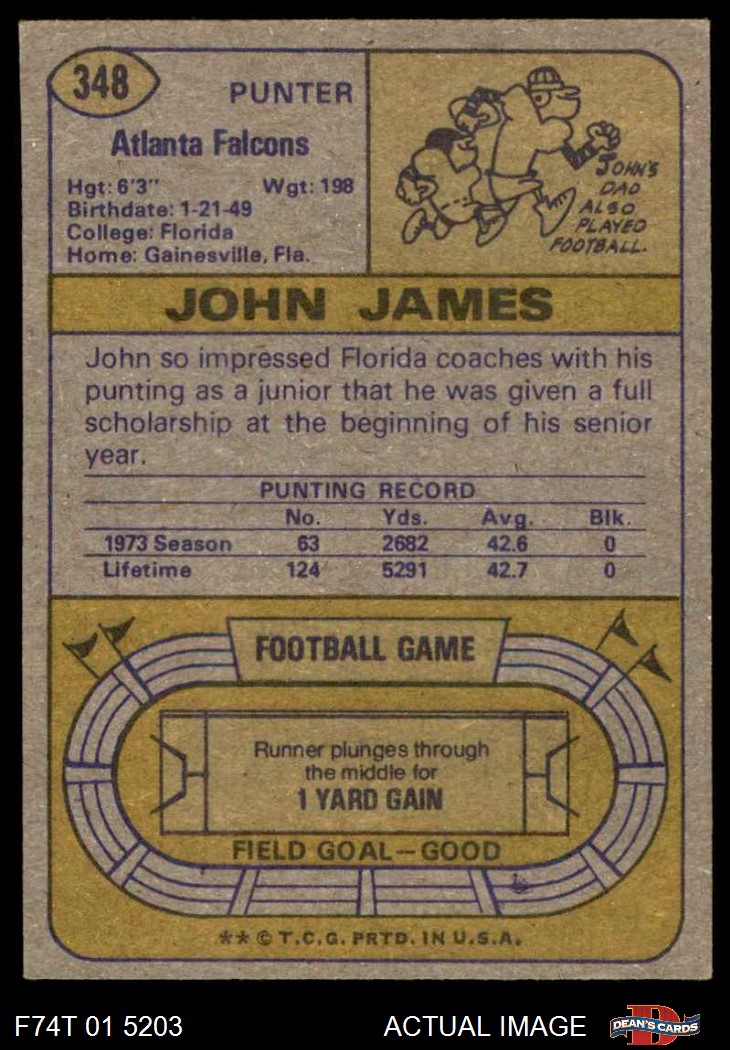 348
PUNTER
Atlanta Falcons
Hgt: 6'3" Wgt: 198
Birthdate: 1-21-49
College: Florida
Home: Gainesville, Fla.
JOHN'S
DAD
ALSO
PLAYED
FOOTBALL.
JOHN JAMES
John so impressed Florida coaches with his
punting as a junior that he was given a full
scholarship at the beginning of his senior
year.
PUNTING RECORD
No. Yds. Avg. Blk.
1973 Season 63 2682 42.6 0
Lifetime 124 5291 42.7 0
FOOTBALL GAME
Runner plunges through
the middle for
1 YARD GAIN
FIELD GOAL—GOOD
** © T.C.G. PRTD. IN U.S.A.
F74T 01 5203 ACTUAL IMAGE
D
DEAN'S CARDS